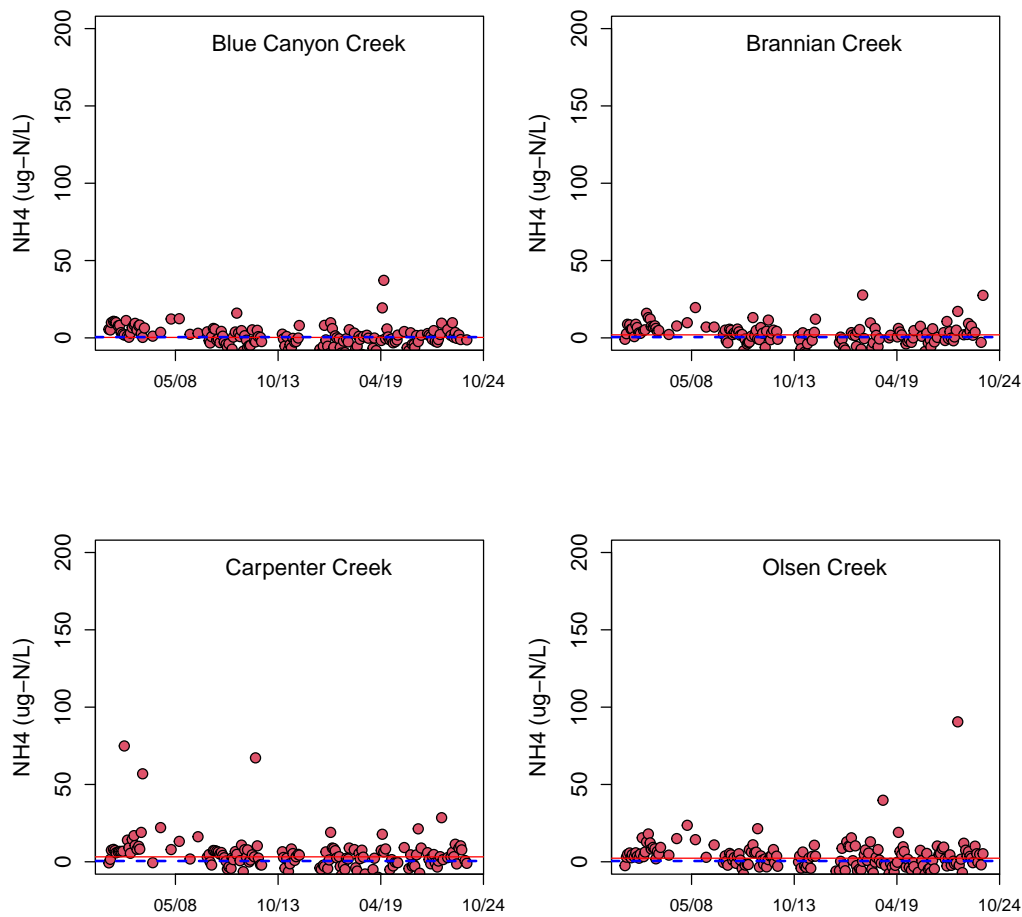 Blue Canyon Creek
NH4 (ug−N/L)
200
150
100
50
0
05/08 10/13 04/19 10/24
Brannian Creek
NH4 (ug−N/L)
200
150
100
50
0
05/08 10/13 04/19 10/24
Carpenter Creek
NH4 (ug−N/L)
200
150
100
50
0
05/08 10/13 04/19 10/24
Olsen Creek
NH4 (ug−N/L)
200
150
100
50
0
05/08 10/13 04/19 10/24